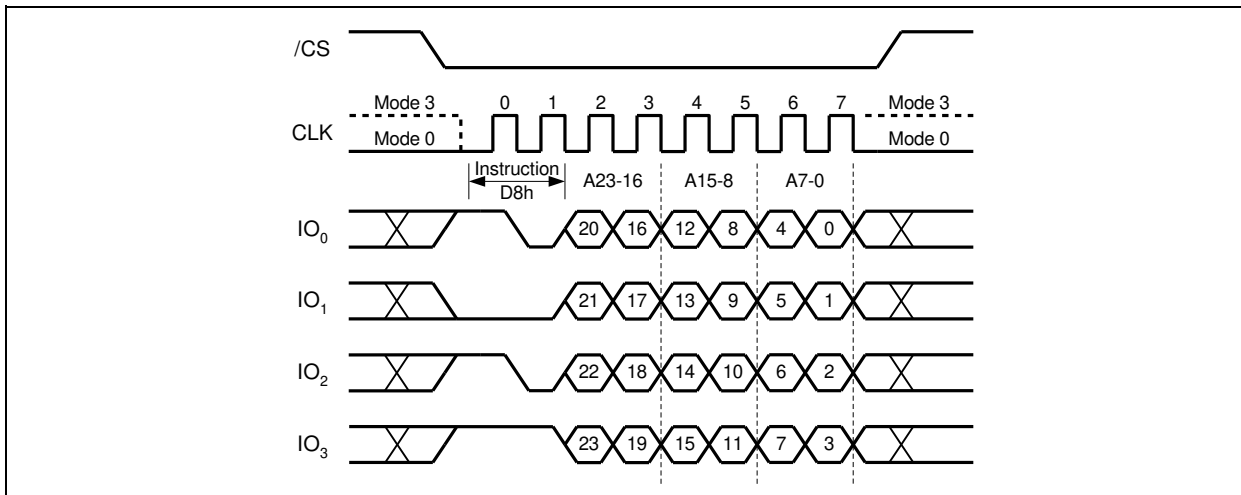 /CS
Mode 3 0 1 2 3 4 5 6 7 Mode 3
CLK
Mode 0 Mode 0
Instruction
D8h
A23-16 A15-8 A7-0
IO0 20 16 12 8 4 0
IO1 21 17 13 9 5 1
IO2 22 18 14 10 6 2
IO3 23 19 15 11 7 3